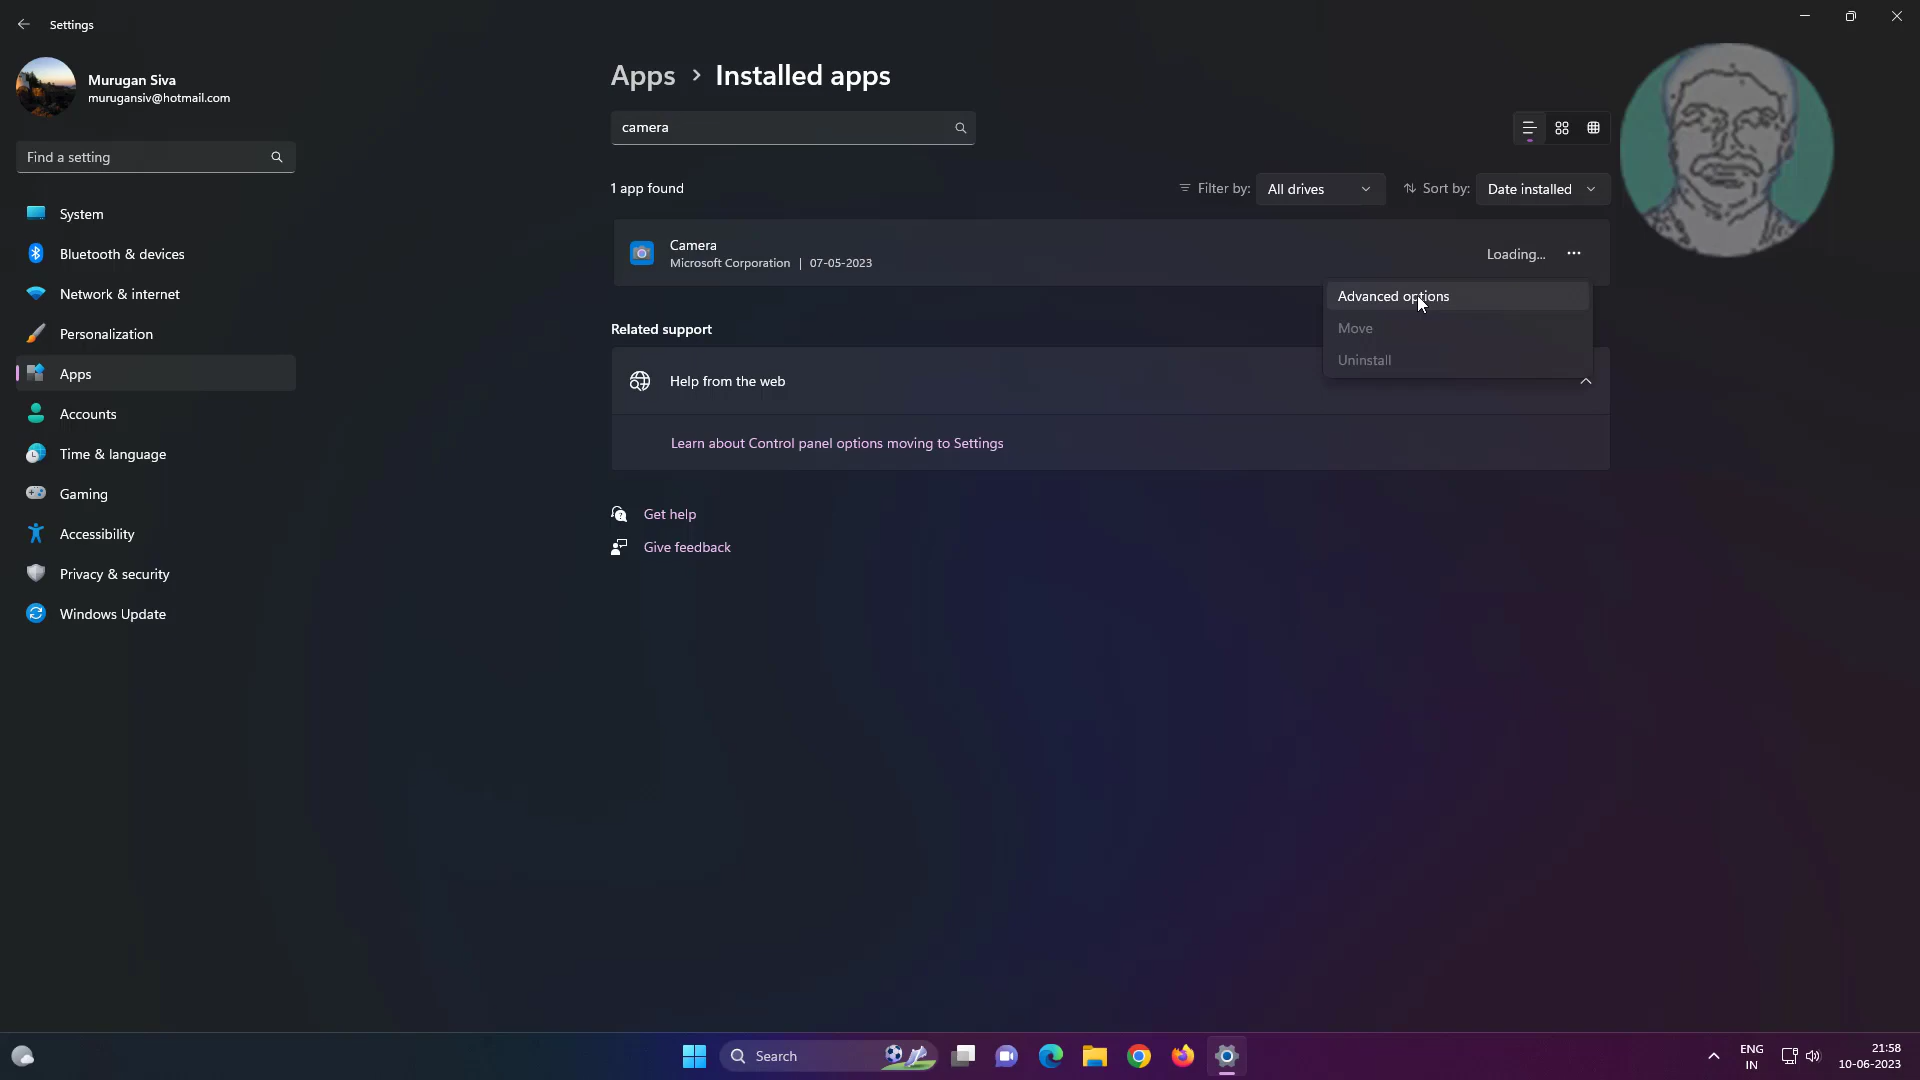 Settings
Murugan Siva
murugansiv@hotmail.com
Find a setting
System
Bluetooth & devices
Network & internet
Personalization
Apps
Accounts
Time & language
Gaming
Accessibility
Privacy & security
Windows Update
Apps > Installed apps
camera
1 app found
Filter by: All drives
Sort by: Date installed
Camera
Microsoft Corporation | 07-05-2023
Loading...
Advanced options
Move
Uninstall
Related support
Help from the web
Learn about Control panel options moving to Settings
Get help
Give feedback
Search
ENG
IN
21:58
10-06-2023